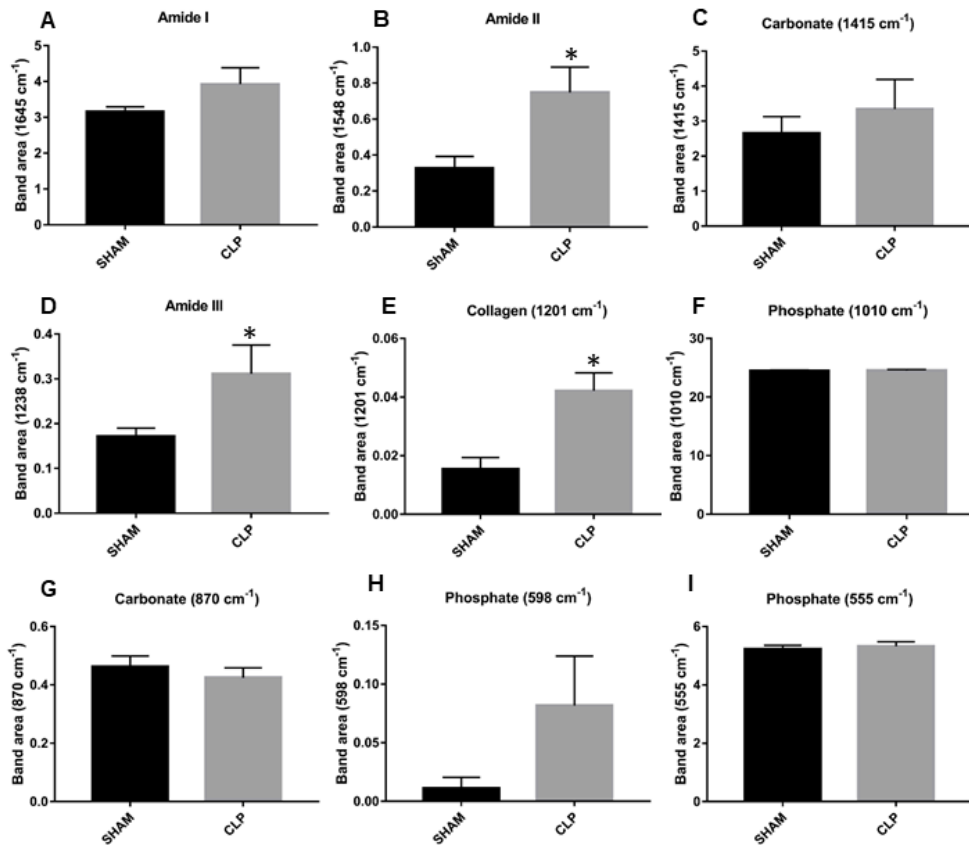 A
Amide I
Band area (1645 cm⁻¹)
5
4
3
2
1
0
SHAM
CLP
B
Amide II
Band area (1548 cm⁻¹)
1.0
0.8
0.6
0.4
0.2
0.0
*
ShAM
CLP
C
Carbonate (1415 cm⁻¹)
Band area (1415 cm⁻¹)
5
4
3
2
1
0
SHAM
CLP
D
Amide III
Band area (1238 cm⁻¹)
0.4
0.3
0.2
0.1
0.0
*
SHAM
CLP
E
Collagen (1201 cm⁻¹)
Band area (1201 cm⁻¹)
0.06
0.04
0.02
0.00
*
SHAM
CLP
F
Phosphate (1010 cm⁻¹)
Band area (1010 cm⁻¹)
30
20
10
0
SHAM
CLP
G
Carbonate (870 cm⁻¹)
Band area (870 cm⁻¹)
0.6
0.4
0.2
0.0
SHAM
CLP
H
Phosphate (598 cm⁻¹)
Band area (598 cm⁻¹)
0.15
0.10
0.05
0.00
SHAM
CLP
I
Phosphate (555 cm⁻¹)
Band area (555 cm⁻¹)
6
4
2
0
SHAM
CLP